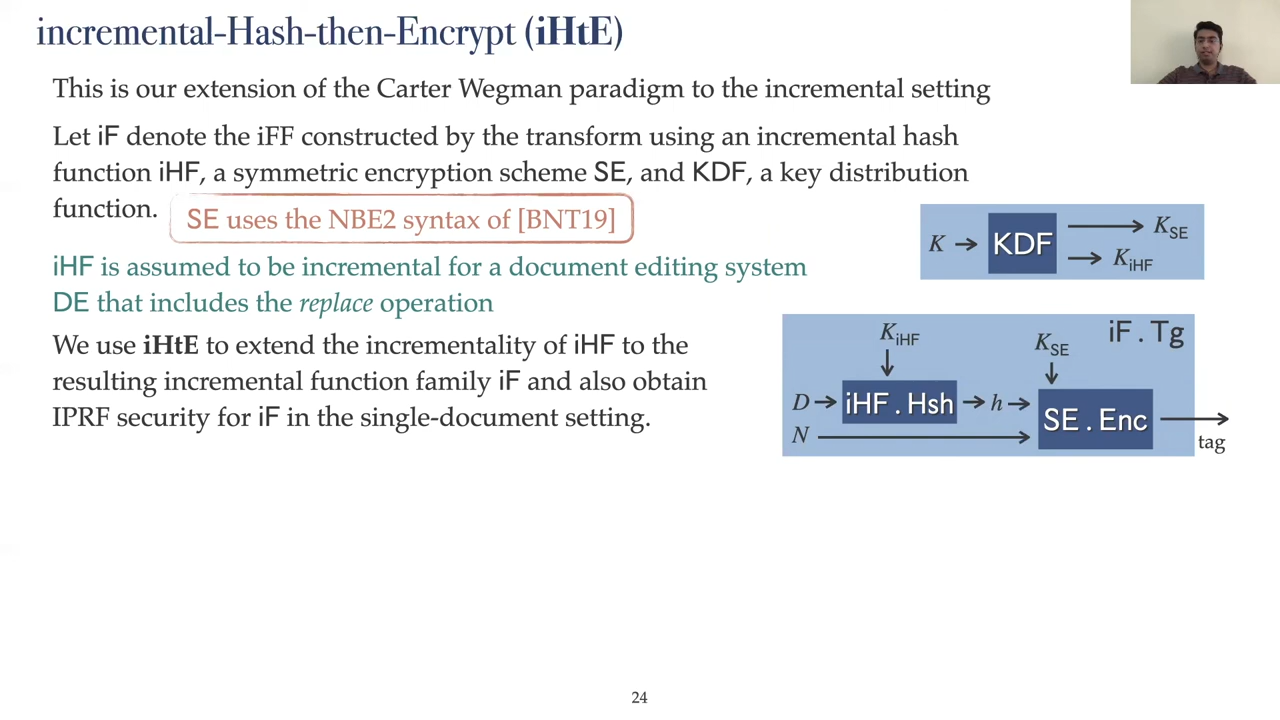 incremental-Hash-then-Encrypt (iHtE)
This is our extension of the Carter Wegman paradigm to the incremental setting
Let iF denote the iFF constructed by the transform using an incremental hash
function iHF, a symmetric encryption scheme SE, and KDF, a key distribution
function.
SE uses the NBE2 syntax of [BNT19]
iHF is assumed to be incremental for a document editing system
DE that includes the replace operation
We use iHtE to extend the incrementality of iHF to the
resulting incremental function family iF and also obtain
IPRF security for iF in the single-document setting.
K → KDF → K_SE
→ K_iHF
K_iHF K_SE iF . Tg
D → iHF . Hsh → h → SE . Enc → tag
N
24